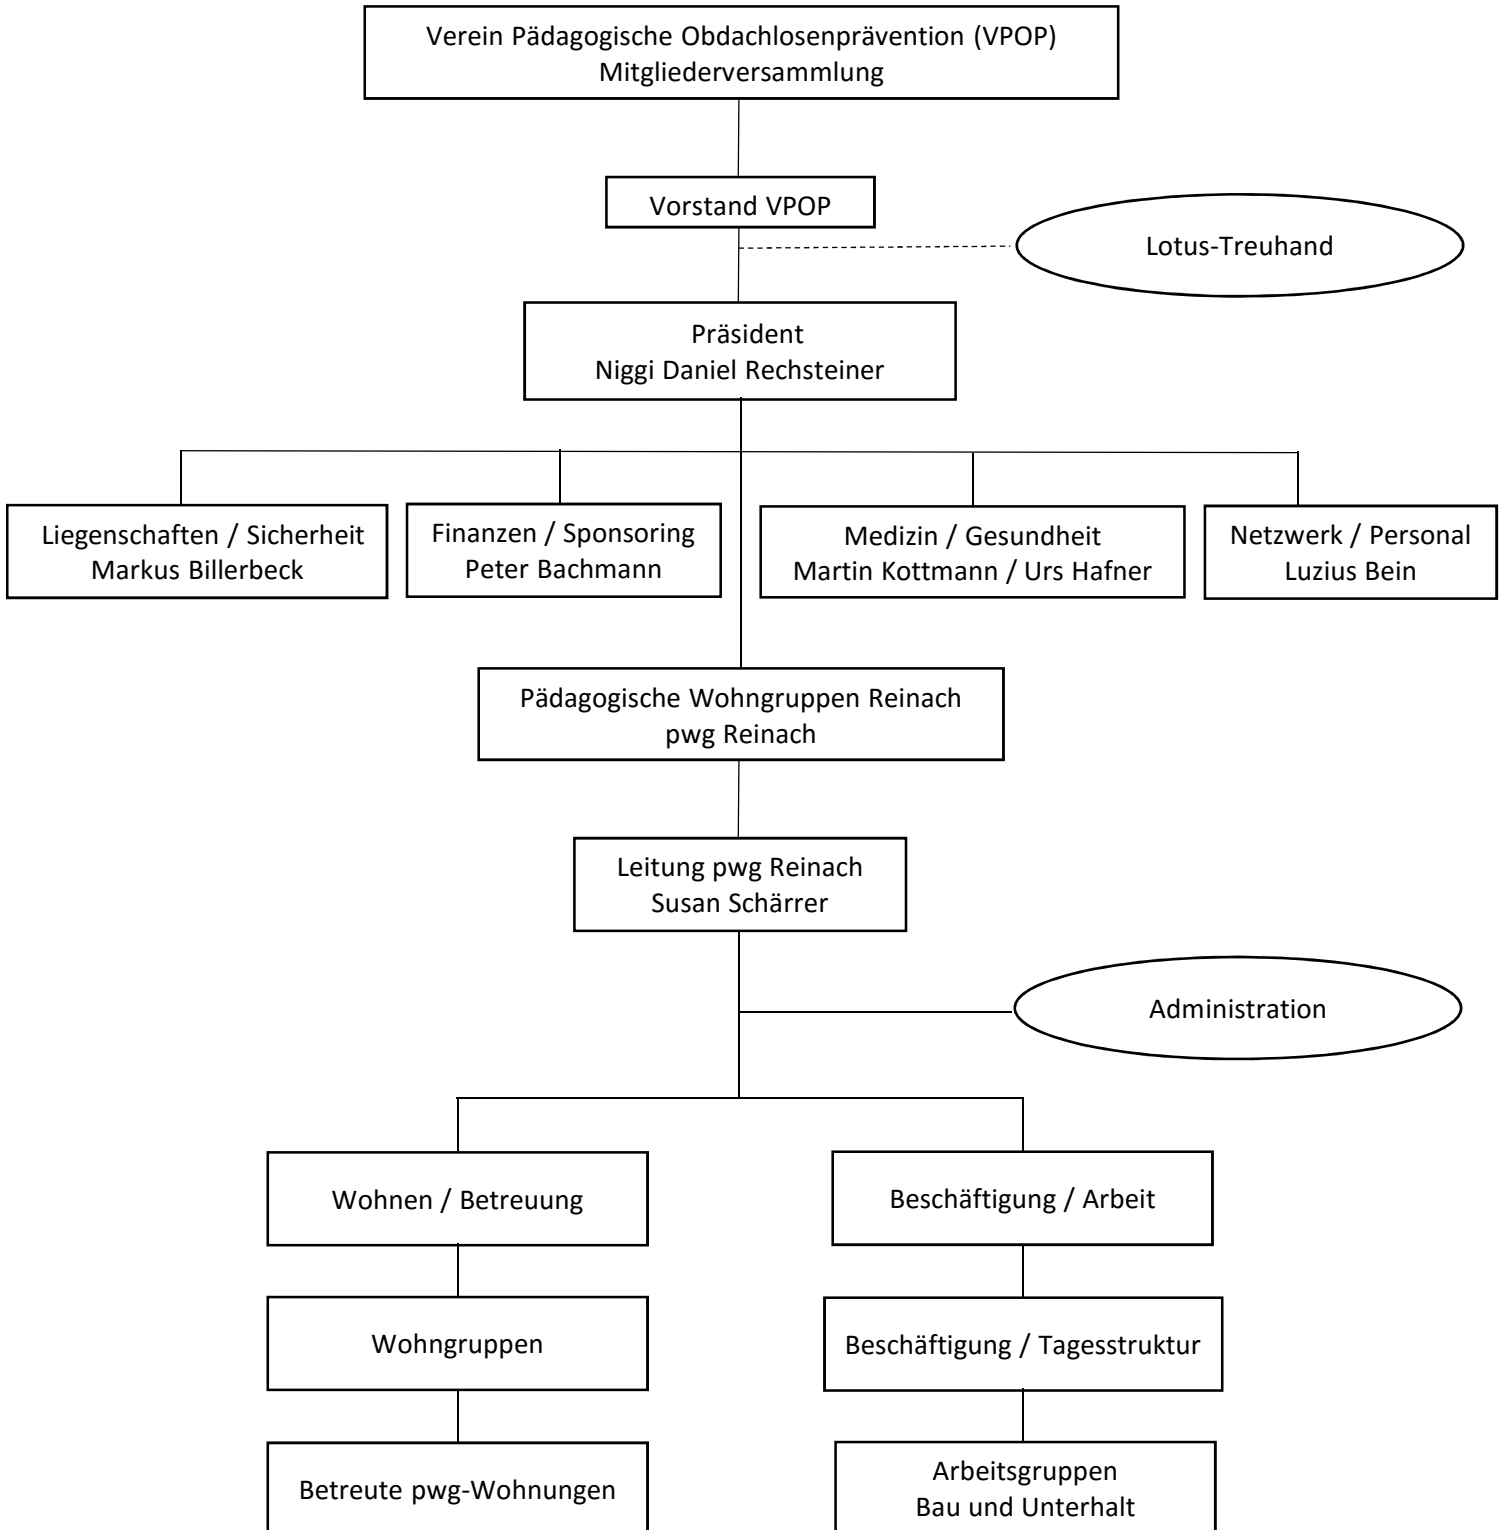 Verein Pädagogische Obdachlosenprävention (VPOP)
Mitgliederversammlung
Vorstand VPOP
Lotus-Treuhand
Präsident
Niggi Daniel Rechsteiner
Liegenschaften / Sicherheit
Markus Billerbeck
Finanzen / Sponsoring
Peter Bachmann
Medizin / Gesundheit
Martin Kottmann / Urs Hafner
Netzwerk / Personal
Luzius Bein
Pädagogische Wohngruppen Reinach
pwg Reinach
Leitung pwg Reinach
Susan Schärrer
Administration
Wohnen / Betreuung
Beschäftigung / Arbeit
Wohngruppen
Beschäftigung / Tagesstruktur
Betreute pwg-Wohnungen
Arbeitsgruppen
Bau und Unterhalt